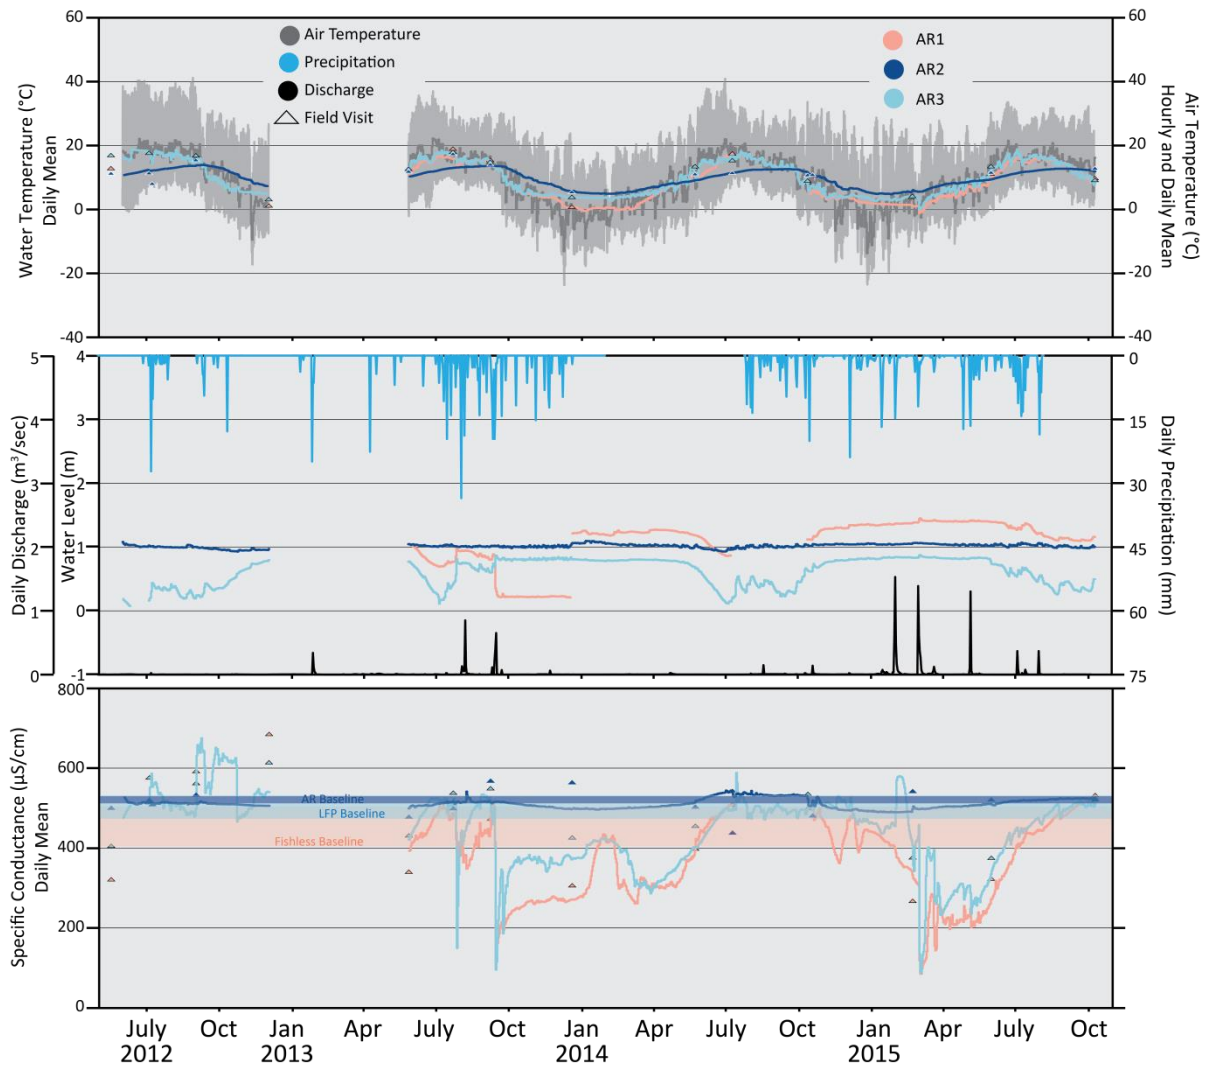 60
40
20
0
-20
-40
Water Temperature (°C)
Daily Mean
Air Temperature
Precipitation
Discharge
Field Visit
AR1
AR2
AR3
60
40
20
0
-20
-40
Air Temperature (°C)
Hourly and Daily Mean
5
4
3
2
1
0
Daily Discharge (m³/sec)
4
3
2
1
0
-1
Water Level (m)
0
15
30
45
60
75
Daily Precipitation (mm)
800
600
400
200
0
Specific Conductance (µS/cm)
Daily Mean
AR Baseline
LFP Baseline
Fishless Baseline
July Oct Jan Apr July Oct Jan Apr July Oct Jan Apr July Oct
2012 2013 2014 2015